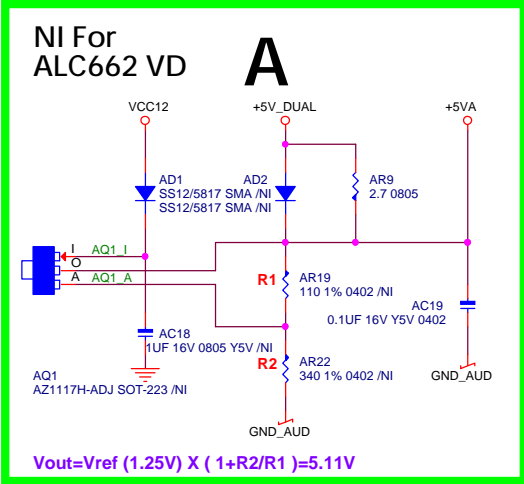 NI For
ALC662 VD
A
VCC12
+5V_DUAL
+5VA
AD1
SS12/5817 SMA /NI
SS12/5817 SMA /NI
AD2
AR9
2.7 0805
I
AQ1_I
O
A
AQ1_A
R1
AR19
110 1% 0402 /NI
AC19
0.1UF 16V Y5V 0402
AC18
1UF 16V 0805 Y5V /NI
R2
AR22
340 1% 0402 /NI
AQ1
AZ1117H-ADJ SOT-223 /NI
GND_AUD
GND_AUD
Vout=Vref (1.25V) X ( 1+R2/R1 )=5.11V